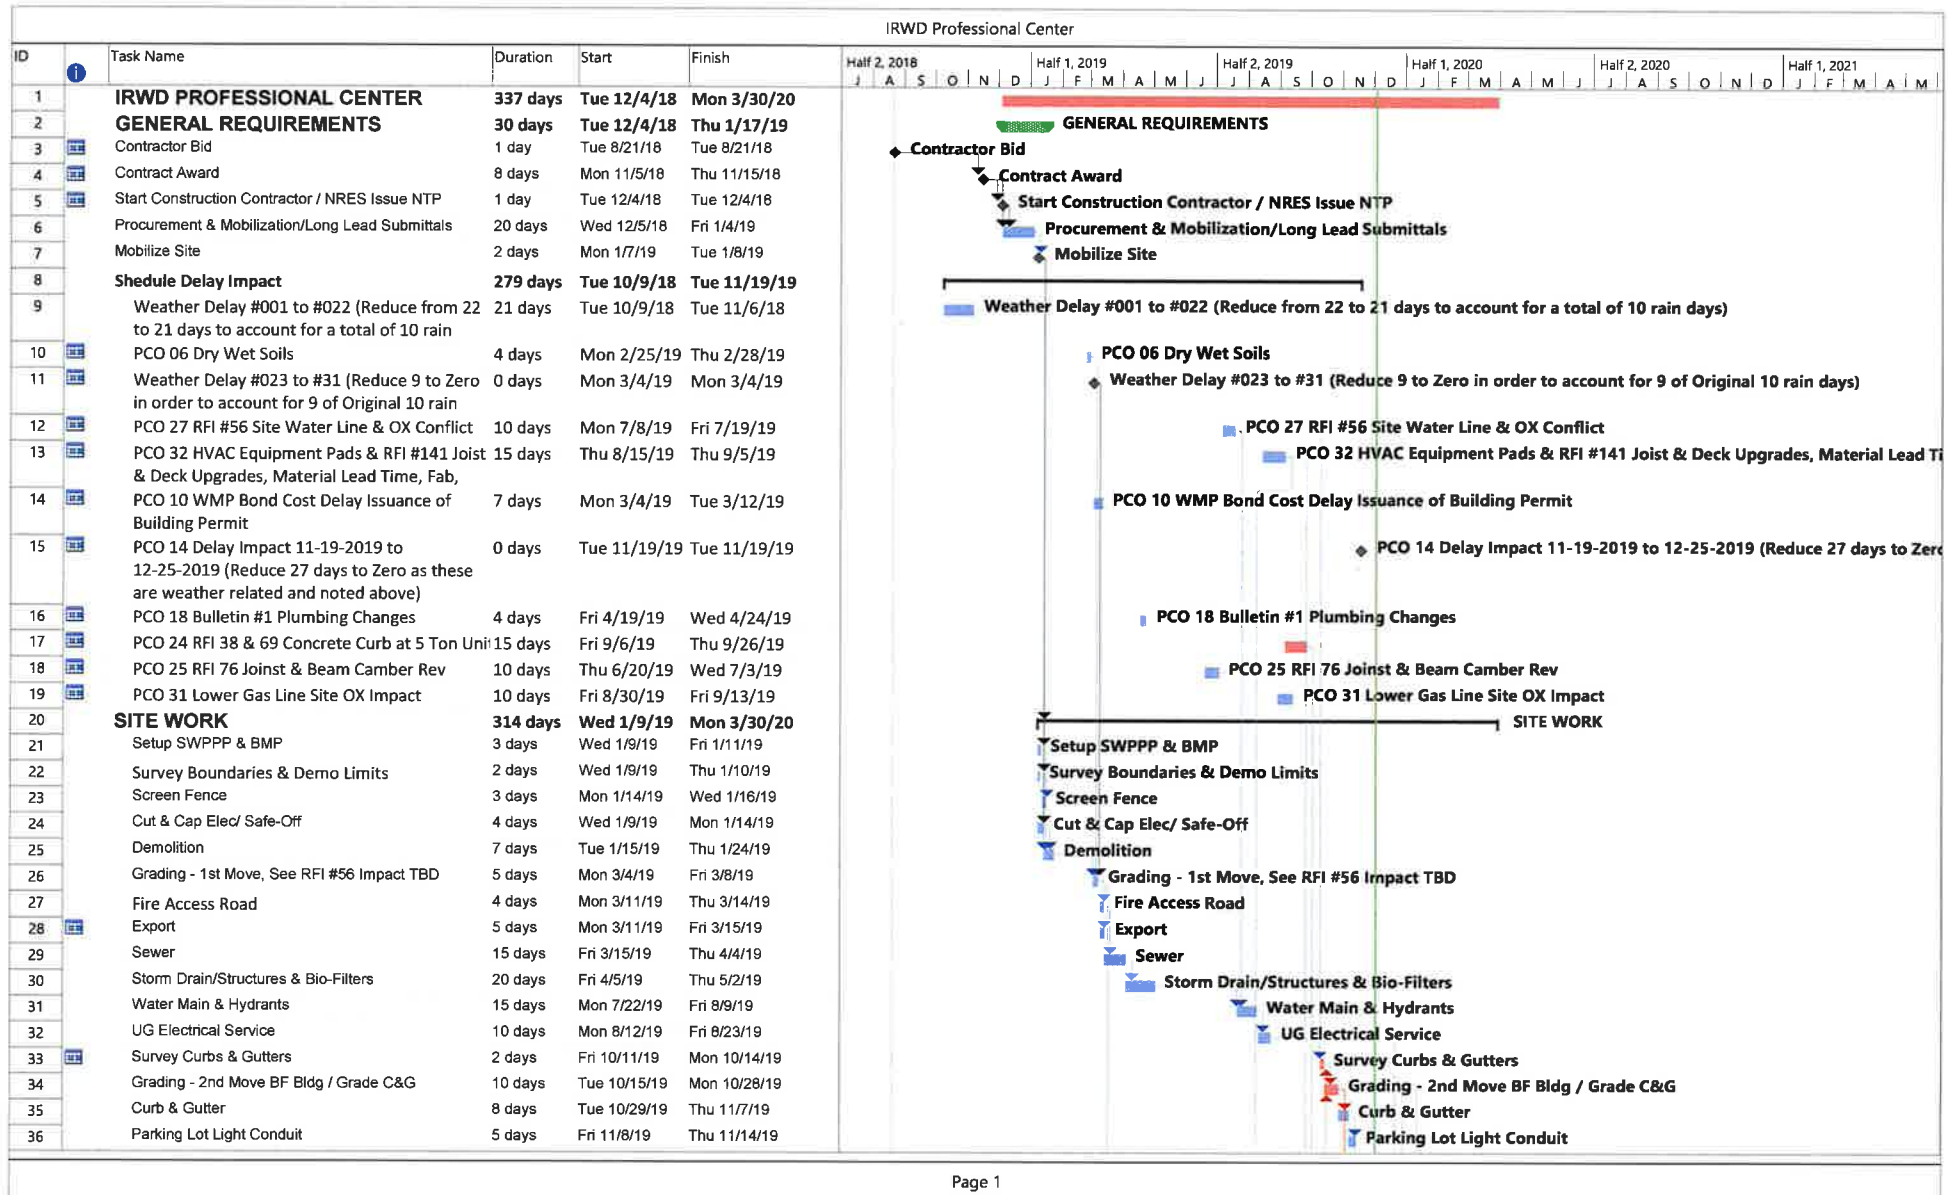 IRWD Professional Center
ID Task Name Duration Start Finish
Half 2, 2018 Half 1, 2019 Half 2, 2019 Half 1, 2020 Half 2, 2020 Half 1, 2021
J A S O N D J F M A M J J A S O N D J F M A M J J A S O N D J F M A M
1 IRWD PROFESSIONAL CENTER 337 days Tue 12/4/18 Mon 3/30/20
2 GENERAL REQUIREMENTS 30 days Tue 12/4/18 Thu 1/17/19 GENERAL REQUIREMENTS
3 Contractor Bid 1 day Tue 8/21/18 Tue 8/21/18 Contractor Bid
4 Contract Award 8 days Mon 11/5/18 Thu 11/15/18 Contract Award
5 Start Construction Contractor / NRES Issue NTP 1 day Tue 12/4/18 Tue 12/4/18 Start Construction Contractor / NRES Issue NTP
6 Procurement & Mobilization/Long Lead Submittals 20 days Wed 12/5/18 Fri 1/4/19 Procurement & Mobilization/Long Lead Submittals
7 Mobilize Site 2 days Mon 1/7/19 Tue 1/8/19 Mobilize Site
8 Shedule Delay Impact 279 days Tue 10/9/18 Tue 11/19/19
9 Weather Delay #001 to #022 (Reduce from 22 21 days Tue 10/9/18 Tue 11/6/18 Weather Delay #001 to #022 (Reduce from 22 to 21 days to account for a total of 10 rain days)
to 21 days to account for a total of 10 rain
10 PCO 06 Dry Wet Soils 4 days Mon 2/25/19 Thu 2/28/19 PCO 06 Dry Wet Soils
11 Weather Delay #023 to #31 (Reduce 9 to Zero 0 days Mon 3/4/19 Mon 3/4/19 Weather Delay #023 to #31 (Reduce 9 to Zero in order to account for 9 of Original 10 rain days)
in order to account for 9 of Original 10 rain
12 PCO 27 RFI #56 Site Water Line & OX Conflict 10 days Mon 7/8/19 Fri 7/19/19 PCO 27 RFI #56 Site Water Line & OX Conflict
13 PCO 32 HVAC Equipment Pads & RFI #141 Joist 15 days Thu 8/15/19 Thu 9/5/19 PCO 32 HVAC Equipment Pads & RFI #141 Joist & Deck Upgrades, Material Lead Ti
& Deck Upgrades, Material Lead Time, Fab,
14 PCO 10 WMP Bond Cost Delay Issuance of 7 days Mon 3/4/19 Tue 3/12/19 PCO 10 WMP Bond Cost Delay Issuance of Building Permit
Building Permit
15 PCO 14 Delay Impact 11-19-2019 to 0 days Tue 11/19/19 Tue 11/19/19 PCO 14 Delay Impact 11-19-2019 to 12-25-2019 (Reduce 27 days to Zero
12-25-2019 (Reduce 27 days to Zero as these
are weather related and noted above)
16 PCO 18 Bulletin #1 Plumbing Changes 4 days Fri 4/19/19 Wed 4/24/19 PCO 18 Bulletin #1 Plumbing Changes
17 PCO 24 RFI 38 & 69 Concrete Curb at 5 Ton Unit 15 days Fri 9/6/19 Thu 9/26/19
18 PCO 25 RFI 76 Joinst & Beam Camber Rev 10 days Thu 6/20/19 Wed 7/3/19 PCO 25 RFI 76 Joinst & Beam Camber Rev
19 PCO 31 Lower Gas Line Site OX Impact 10 days Fri 8/30/19 Fri 9/13/19 PCO 31 Lower Gas Line Site OX Impact
20 SITE WORK 314 days Wed 1/9/19 Mon 3/30/20 SITE WORK
21 Setup SWPPP & BMP 3 days Wed 1/9/19 Fri 1/11/19 Setup SWPPP & BMP
22 Survey Boundaries & Demo Limits 2 days Wed 1/9/19 Thu 1/10/19 Survey Boundaries & Demo Limits
23 Screen Fence 3 days Mon 1/14/19 Wed 1/16/19 Screen Fence
24 Cut & Cap Elec/ Safe-Off 4 days Wed 1/9/19 Mon 1/14/19 Cut & Cap Elec/ Safe-Off
25 Demolition 7 days Tue 1/15/19 Thu 1/24/19 Demolition
26 Grading - 1st Move, See RFI #56 Impact TBD 5 days Mon 3/4/19 Fri 3/8/19 Grading - 1st Move, See RFI #56 Impact TBD
27 Fire Access Road 4 days Mon 3/11/19 Thu 3/14/19 Fire Access Road
28 Export 5 days Mon 3/11/19 Fri 3/15/19 Export
29 Sewer 15 days Fri 3/15/19 Thu 4/4/19 Sewer
30 Storm Drain/Structures & Bio-Filters 20 days Fri 4/5/19 Thu 5/2/19 Storm Drain/Structures & Bio-Filters
31 Water Main & Hydrants 15 days Mon 7/22/19 Fri 8/9/19 Water Main & Hydrants
32 UG Electrical Service 10 days Mon 8/12/19 Fri 8/23/19 UG Electrical Service
33 Survey Curbs & Gutters 2 days Fri 10/11/19 Mon 10/14/19 Survey Curbs & Gutters
34 Grading - 2nd Move BF Bldg / Grade C&G 10 days Tue 10/15/19 Mon 10/28/19 Grading - 2nd Move BF Bldg / Grade C&G
35 Curb & Gutter 8 days Tue 10/29/19 Thu 11/7/19 Curb & Gutter
36 Parking Lot Light Conduit 5 days Fri 11/8/19 Thu 11/14/19 Parking Lot Light Conduit
Page 1